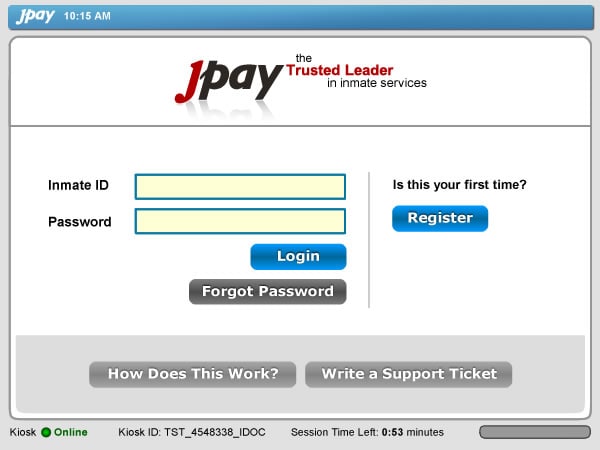 Jpay 10:15 AM
Jpay the
Trusted Leader
in inmate services
Inmate ID
Password
Login
Forgot Password
Is this your first time?
Register
How Does This Work? Write a Support Ticket
Kiosk Online Kiosk ID: TST_4548338_IDOC Session Time Left: 0:53 minutes